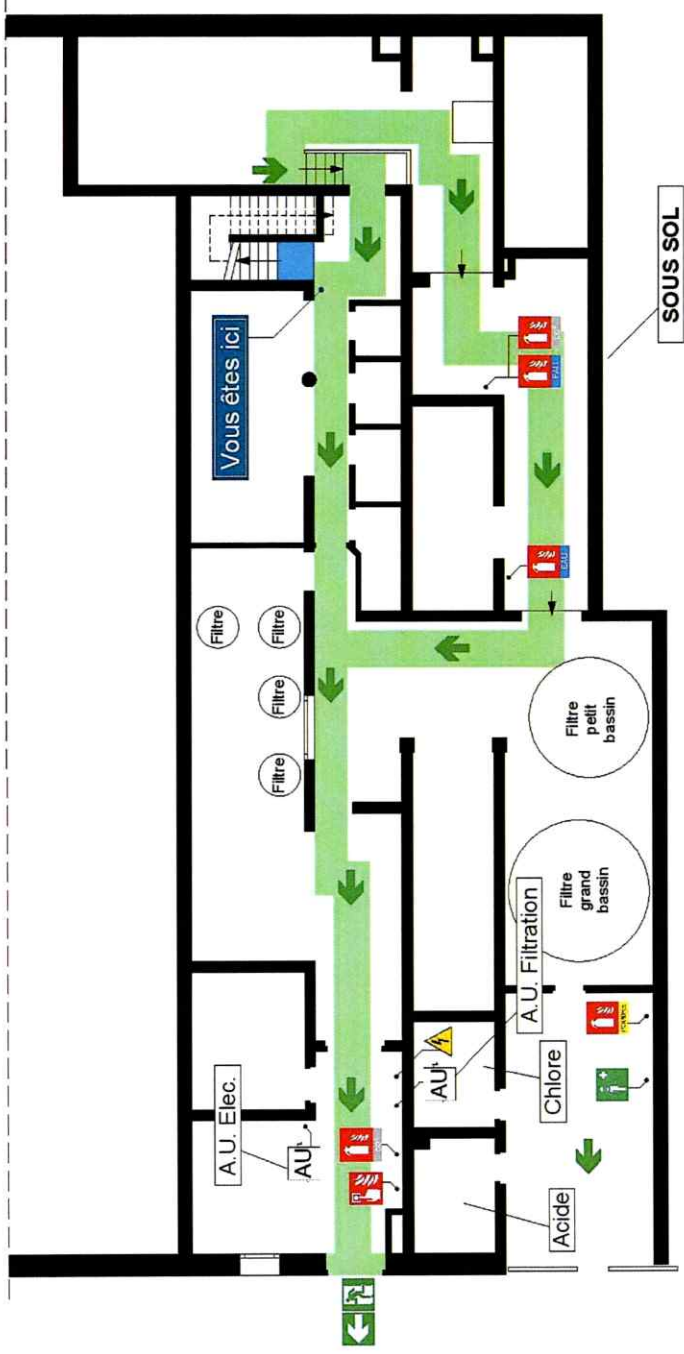 Vous êtes ici
Filtre
Filtre
Filtre
Filtre
A.U. Elec.
AU
AU
A.U. Filtration
Chlore
Acide
Filtre
grand
bassin
Filtre
petit
bassin
EAU
EAU
POUDRE
SOUS SOL